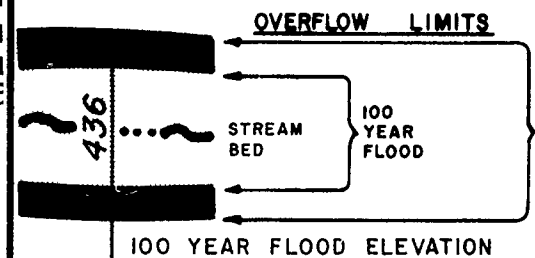 OVERFLOW LIMITS
436
STREAM
BED
100
YEAR
FLOOD
100 YEAR FLOOD ELEVATION